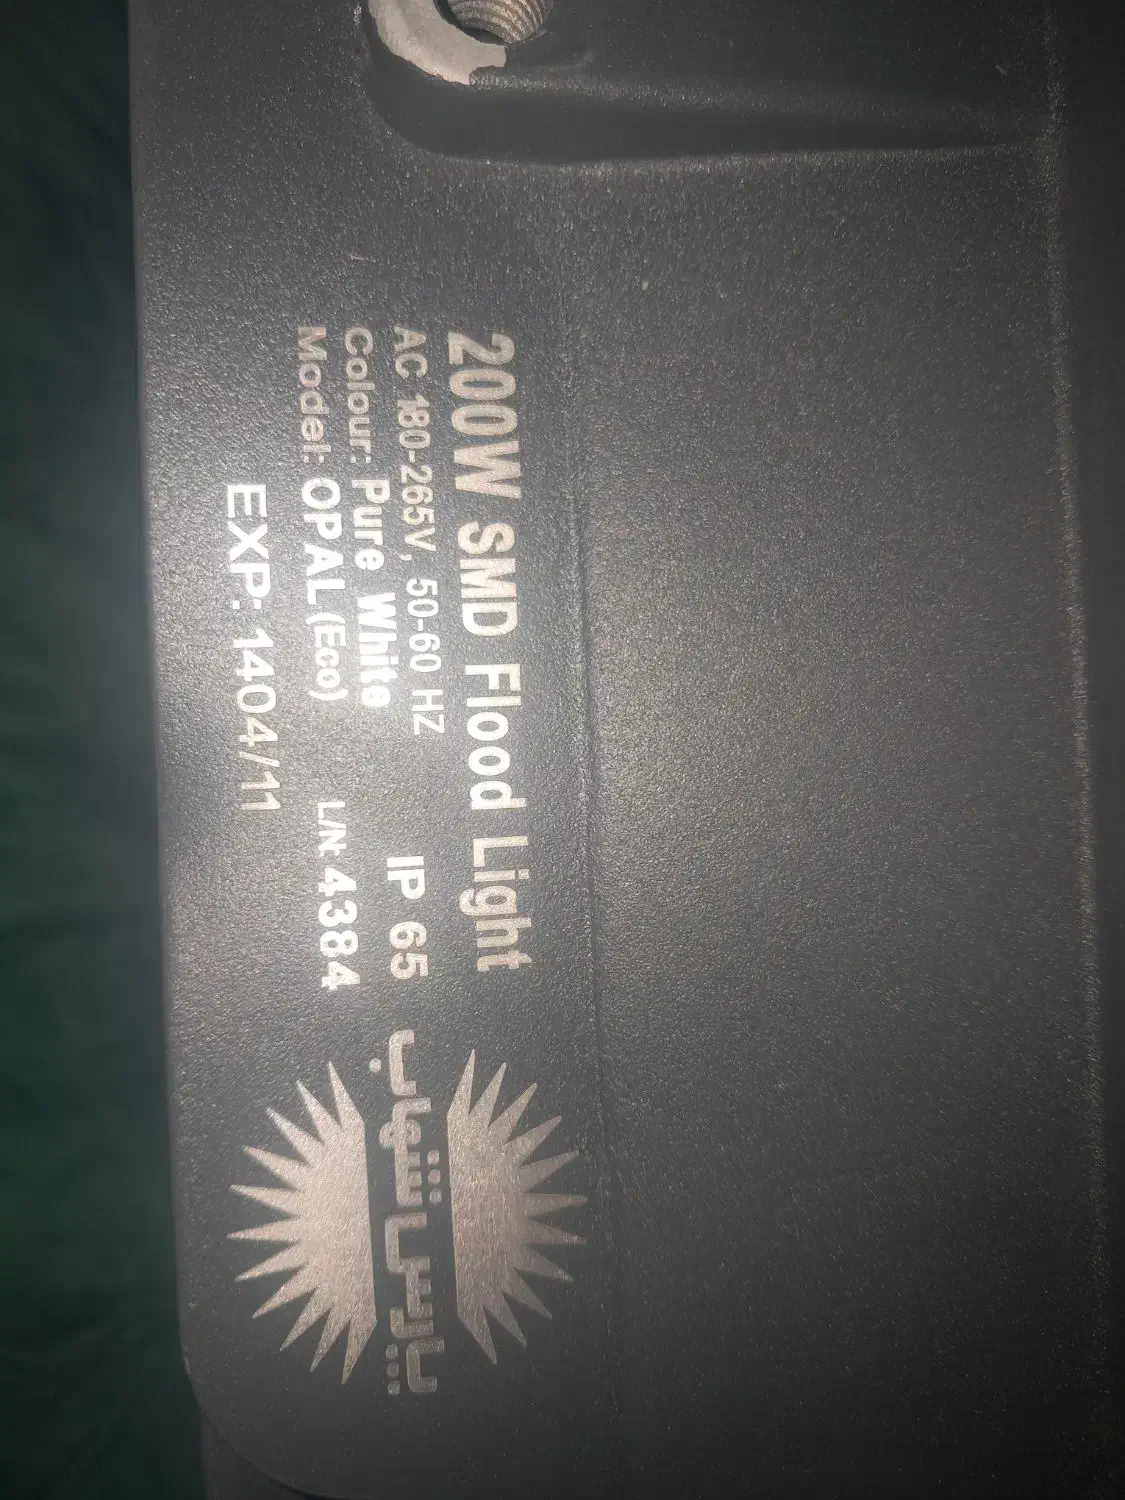 200W SMD Flood Light
AC 180-265V, 50-60 HZ
Colour: Pure White IP 65
Model: OPAL (Eco) L/N: 4384
EXP: 1404/11
پارس شهاب